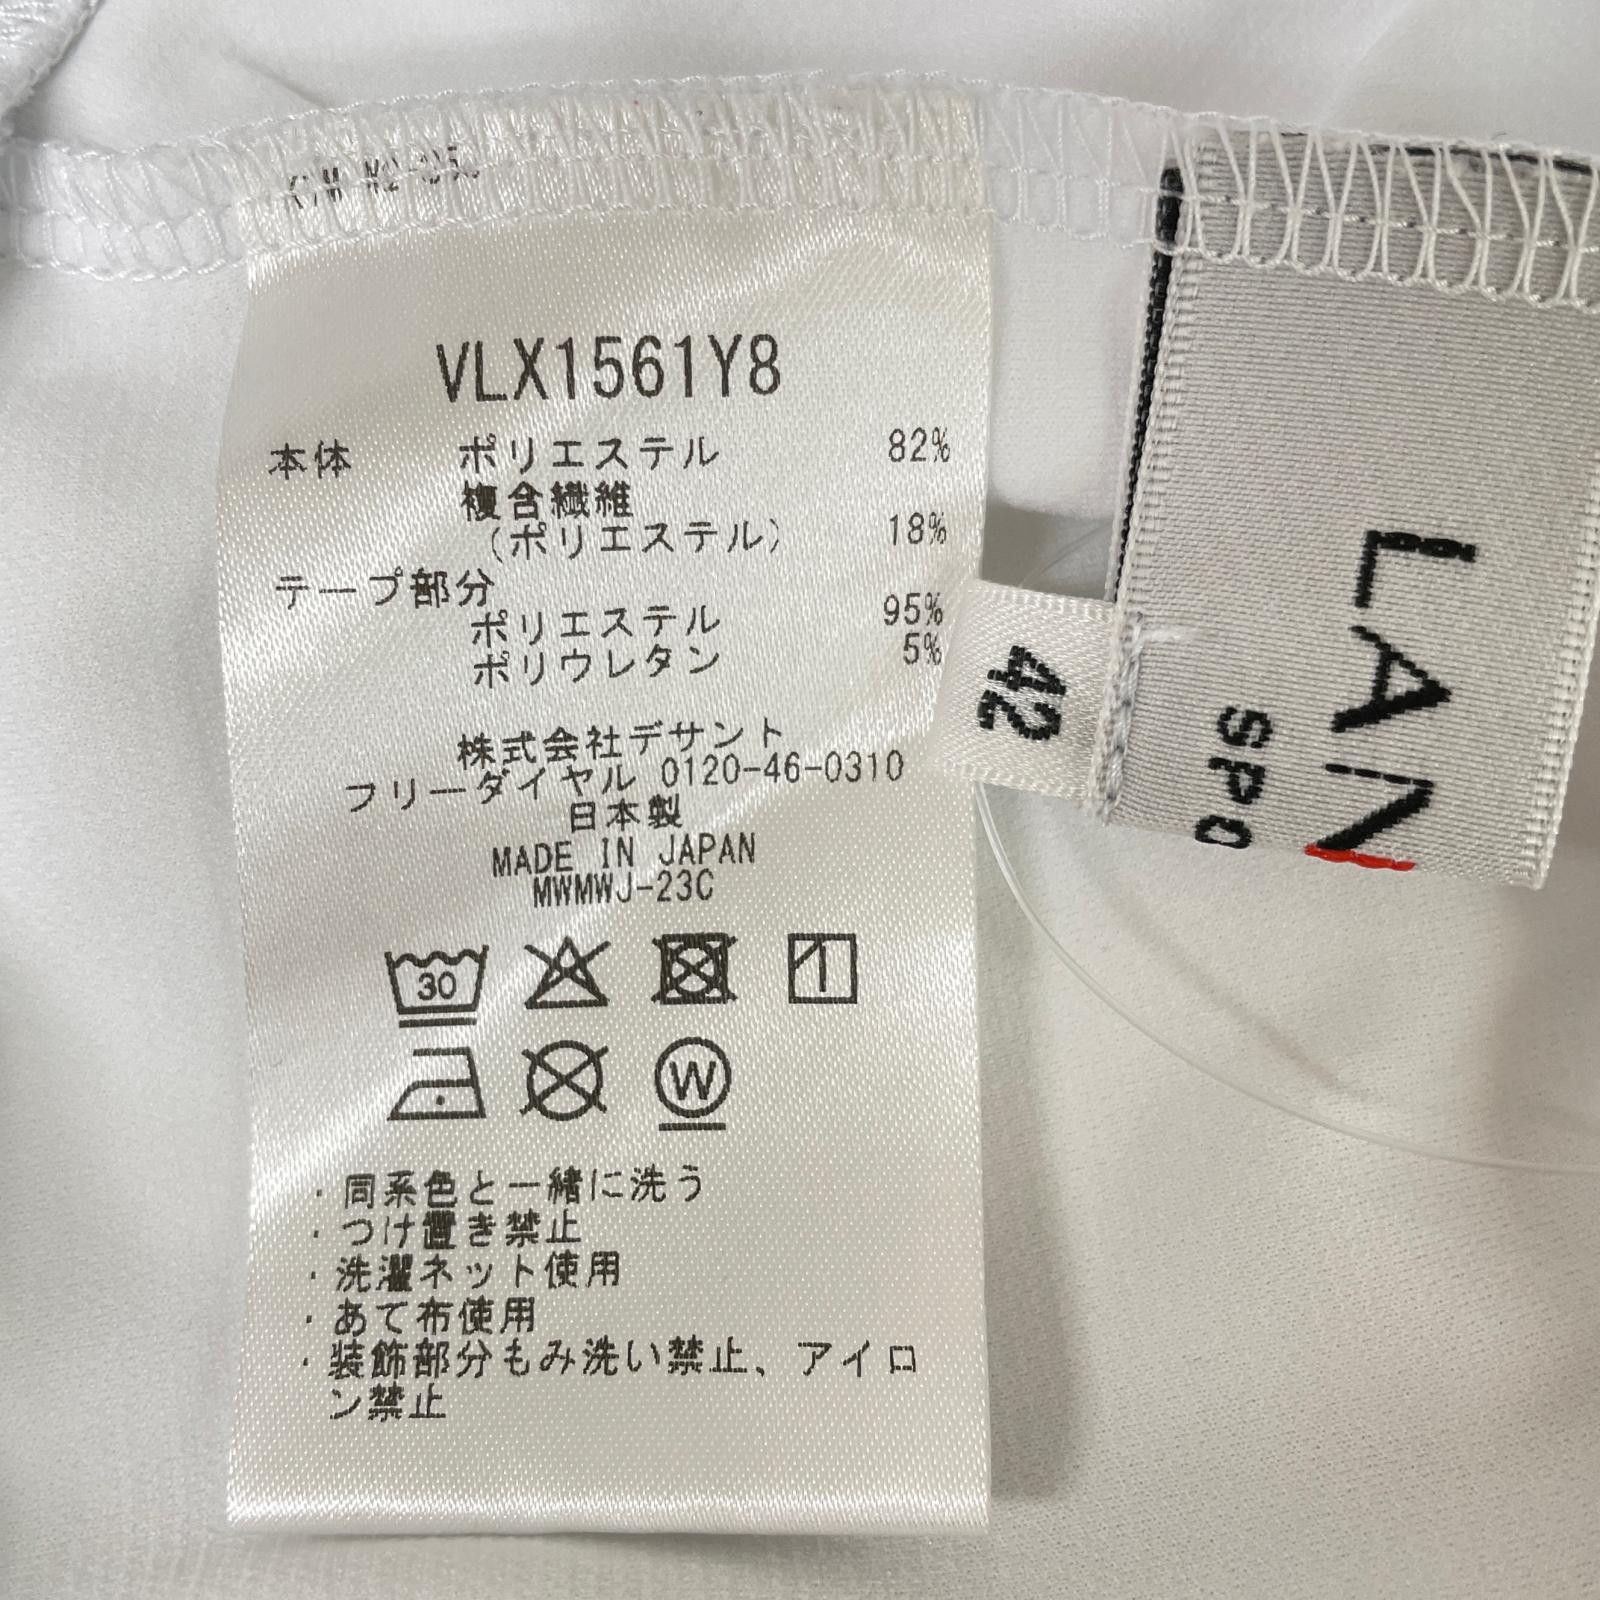 VLX1561Y8
本体 ポリエステル 82%
複合繊維
(ポリエステル) 18%
テープ部分
ポリエステル 95%
ポリウレタン 5%
株式会社デサント
フリーダイヤル 0120-46-0310
日本製
MADE IN JAPAN
MWMWJ-23C
30
W
・同系色と一緒に洗う
・つけ置き禁止
・洗濯ネット使用
・あて布使用
・装飾部分もみ洗い禁止、アイロ
ン禁止
42
LAN
SPO